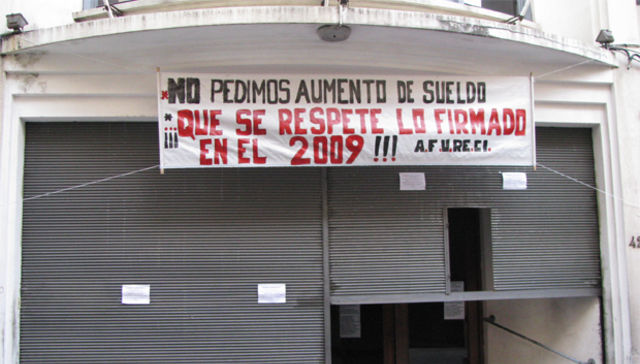 *NO PEDIMOS AUMENTO DE SUELDO
* ¡¡¡QUE SE RESPETE LO FIRMADO
EN EL 2009 !!! A.F.U.RE.CI.